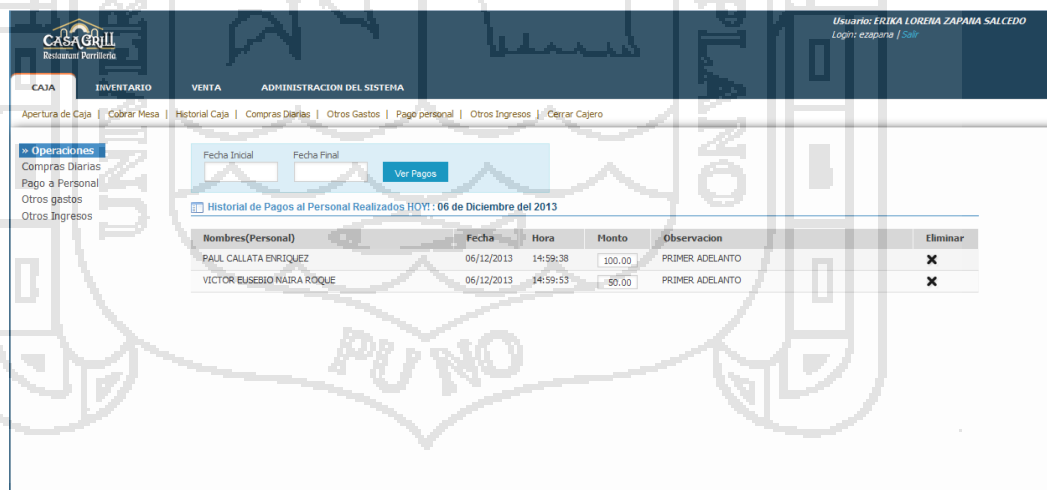 Usuario: ERIKA LORENA ZAPANA SALCEDO
Login: ezapana | Salir
CASAGRILL
Restaurant Parrilleria
CAJA INVENTARIO VENTA ADMINISTRACION DEL SISTEMA
Apertura de Caja | Cobrar Mesa | Historial Caja | Compras Diarias | Otros Gastos | Pago personal | Otros Ingresos | Cerrar Cajero
» Operaciones
Compras Diarias
Pago a Personal
Otros gastos
Otros Ingresos
Fecha Inicial Fecha Final
Ver Pagos
Historial de Pagos al Personal Realizados HOY! : 06 de Diciembre del 2013
Nombres(Personal) Fecha Hora Monto Observacion Eliminar
PAUL CALLATA ENRIQUEZ 06/12/2013 14:59:38 100.00 PRIMER ADELANTO
VICTOR EUSEBIO NAIRA ROQUE 06/12/2013 14:59:53 50.00 PRIMER ADELANTO
PUNO